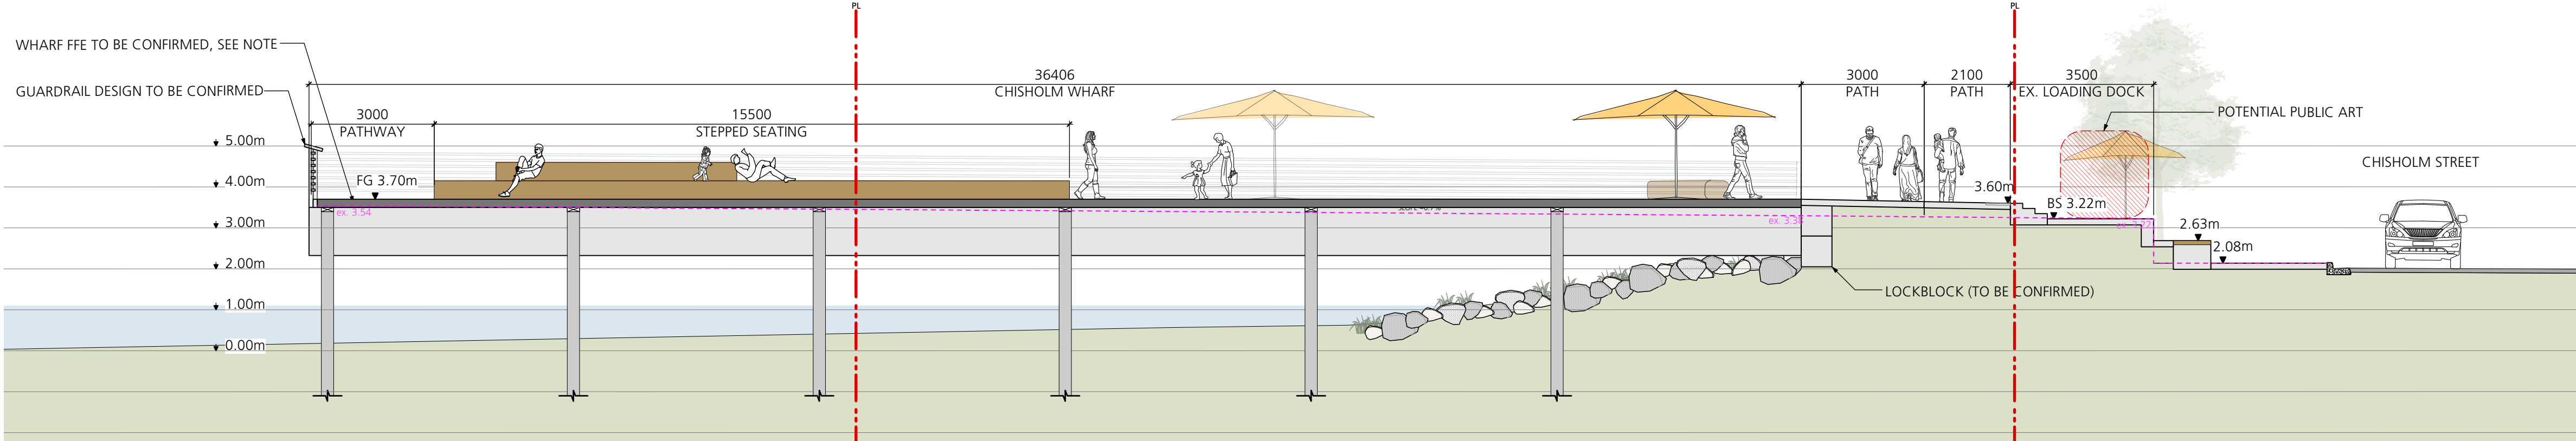 PL
PL
WHARF FFE TO BE CONFIRMED, SEE NOTE
GUARDRAIL DESIGN TO BE CONFIRMED
36406
CHISHOLM WHARF
3000
PATH
2100
PATH
3500
EX. LOADING DOCK
3000
PATHWAY
15500
STEPPED SEATING
POTENTIAL PUBLIC ART
CHISHOLM STREET
5.00m
4.00m
3.00m
2.00m
1.00m
0.00m
FG 3.70m
ex. 3.54
3.60m
BS 3.22m
2.63m
2.08m
LOCKBLOCK (TO BE CONFIRMED)